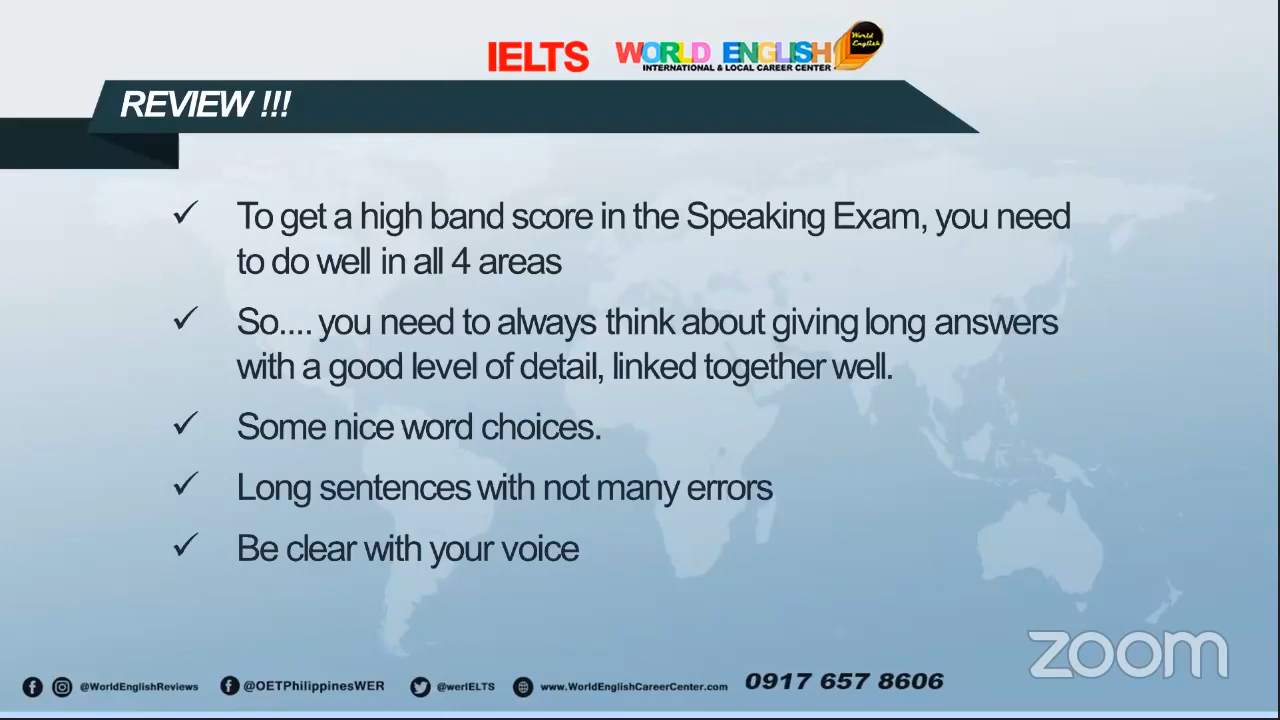 IELTS WORLD ENGLISH World English
INTERNATIONAL & LOCAL CAREER CENTER
REVIEW !!!
✓ To get a high band score in the Speaking Exam, you need
to do well in all 4 areas
✓ So.... you need to always think about giving long answers
with a good level of detail, linked together well.
✓ Some nice word choices.
✓ Long sentences with not many errors
✓ Be clear with your voice
zoom
@WorldEnglishReviews @OETPhilippinesWER @werIELTS www.WorldEnglishCareerCenter.com 0917 657 8606